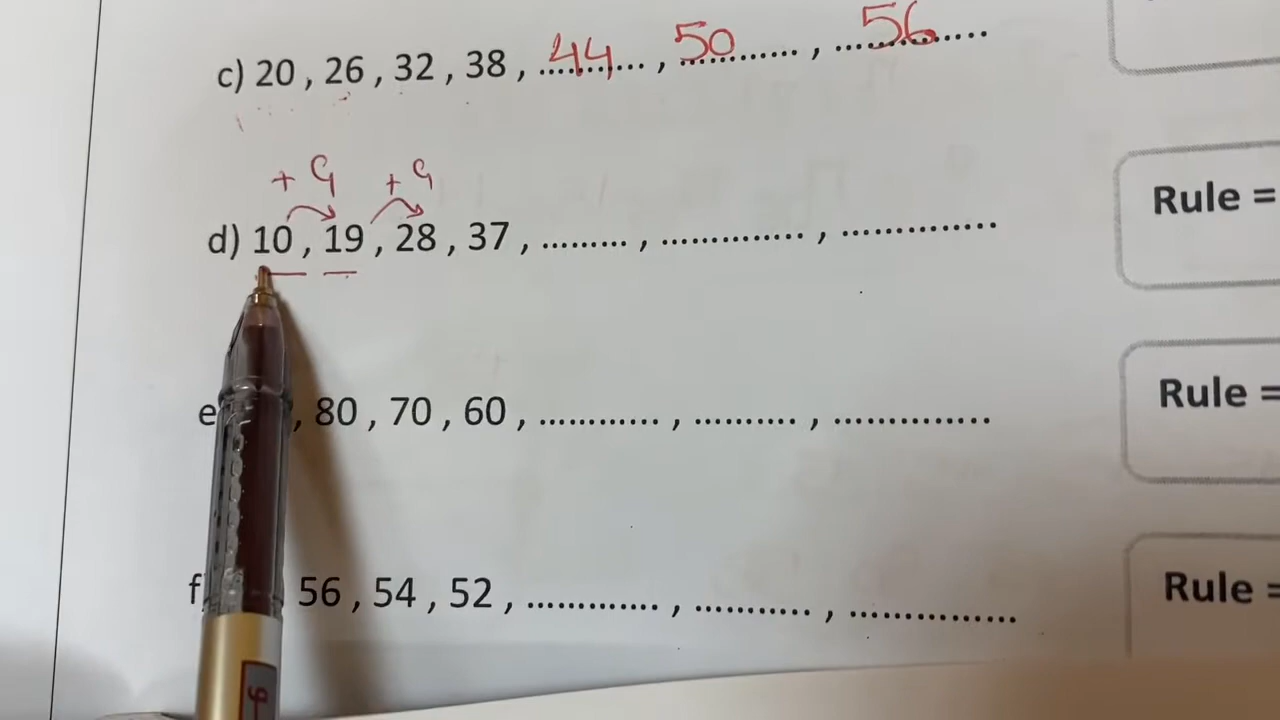 c) 20 , 26 , 32 , 38 , 44 , 50 , 56
+ 9 + 9
d) 10 , 19 , 28 , 37 , ......... , .............. , ..............
Rule =
e , 80 , 70 , 60 , ............ , .......... , ..............
Rule =
f 56 , 54 , 52 , ............. , ........... , ...............
Rule =